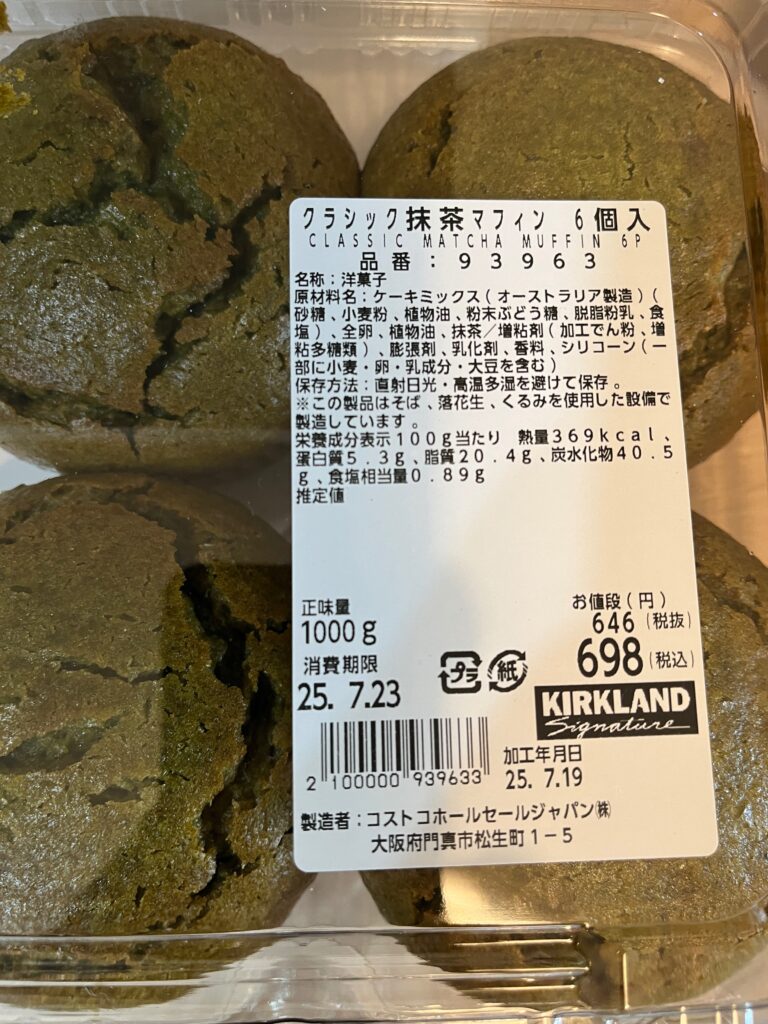 クラシック抹茶マフィン 6個入
CLASSIC MATCHA MUFFIN 6P
品番:93963
名称:洋菓子
原材料名:ケーキミックス(オーストラリア製造)(
砂糖、小麦粉、植物油、粉末ぶどう糖、脱脂粉乳、食
塩)、全卵、植物油、抹茶/増粘剤(加工でん粉、増
粘多糖類)、膨張剤、乳化剤、香料、シリコーン(一
部に小麦・卵・乳成分・大豆を含む)
保存方法:直射日光・高温多湿を避けて保存。
※この製品はそば、落花生、くるみを使用した設備で
製造しています。
栄養成分表示100g当たり 熱量369kcal、
蛋白質5.3g、脂質20.4g、炭水化物40.5
g、食塩相当量0.89g
推定値
正味量
1000g
お値段(円)
646(税抜)
698(税込)
消費期限
25. 7.23
プラ 紙
KIRKLAND
Signature
2 100000 939633
加工年月日
25. 7.19
製造者:コストコホールセールジャパン㈱
大阪府門真市松生町1-5